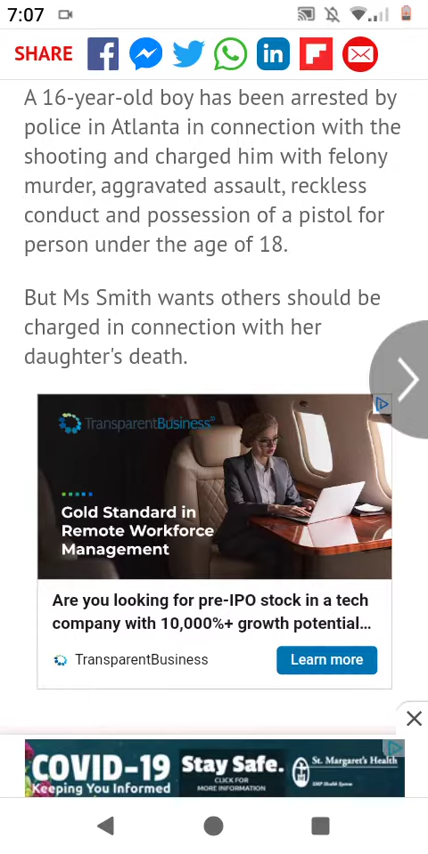 7:07
SHARE
A 16-year-old boy has been arrested by
police in Atlanta in connection with the
shooting and charged him with felony
murder, aggravated assault, reckless
conduct and possession of a pistol for
person under the age of 18.
But Ms Smith wants others should be
charged in connection with her
daughter's death.
TransparentBusiness
Gold Standard in
Remote Workforce
Management
Are you looking for pre-IPO stock in a tech
company with 10,000%+ growth potential...
TransparentBusiness
Learn more
COVID-19
Keeping You Informed
Stay Safe.
CLICK FOR
MORE INFORMATION
St. Margaret's Health